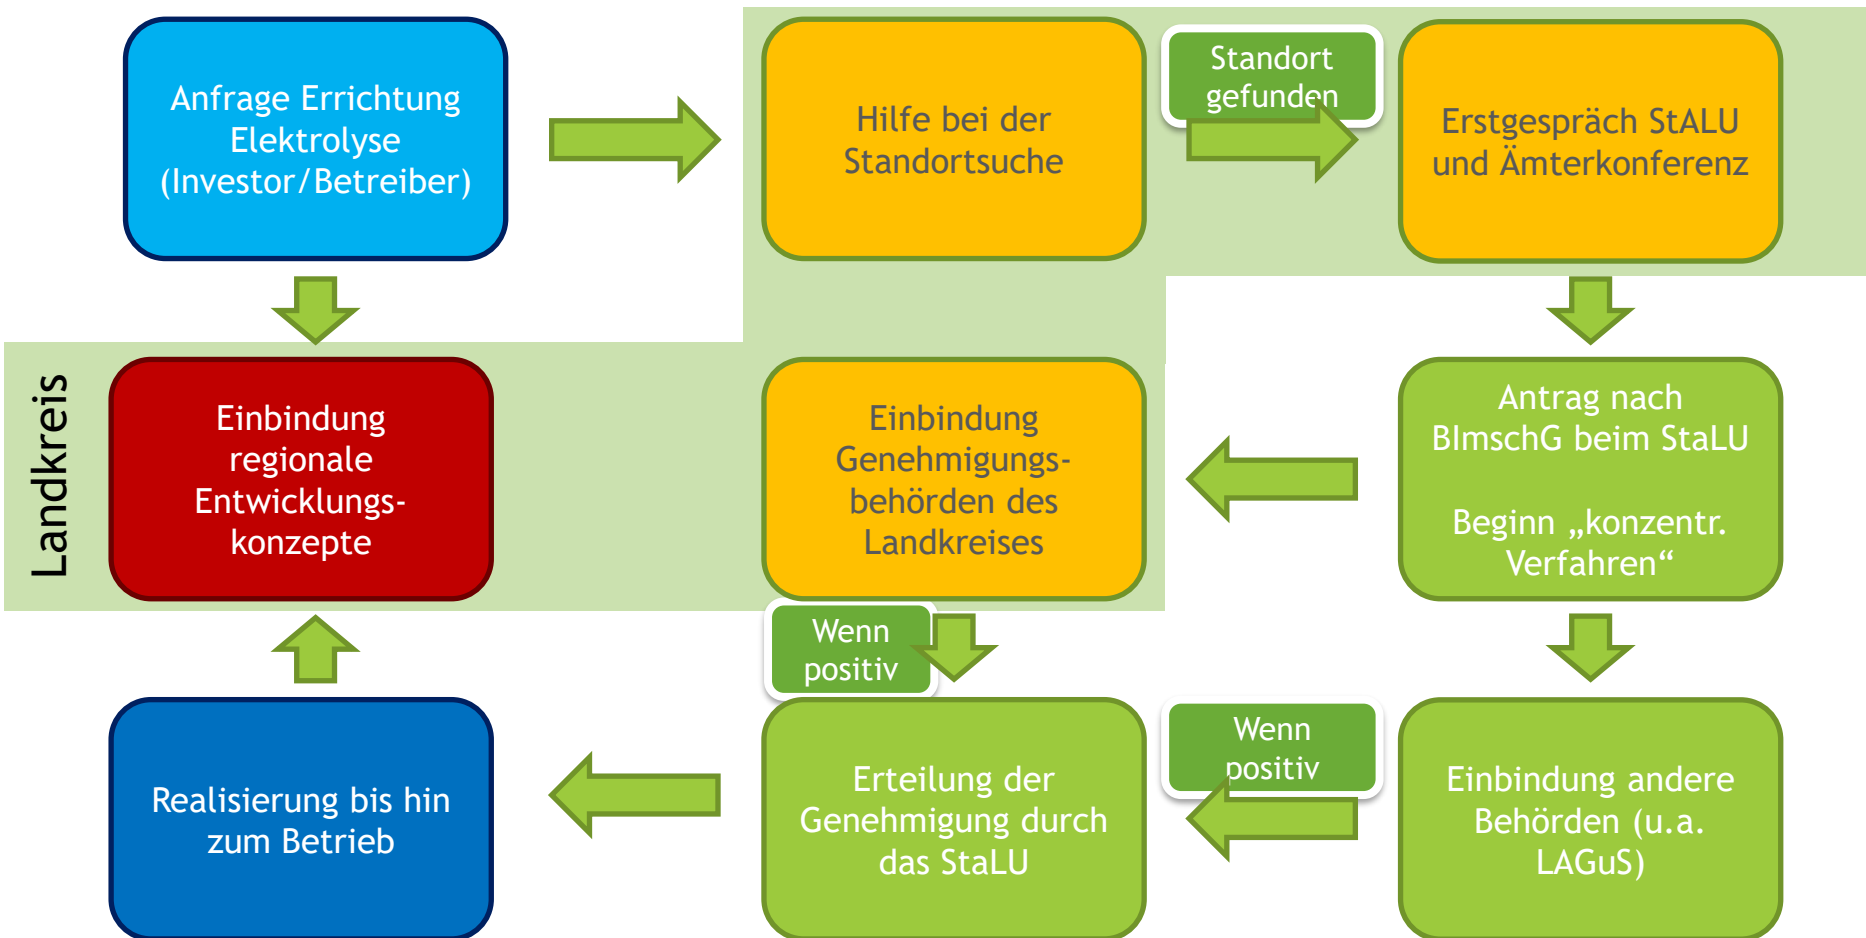 Anfrage Errichtung
Elektrolyse
(Investor/Betreiber)
Hilfe bei der
Standortsuche
Standort
gefunden
Erstgespräch StALU
und Ämterkonferenz
Landkreis
Einbindung
regionale
Entwicklungs-
konzepte
Einbindung
Genehmigungs-
behörden des
Landkreises
Antrag nach
BImschG beim StaLU
Beginn „konzentr.
Verfahren“
Wenn
positiv
Wenn
positiv
Realisierung bis hin
zum Betrieb
Erteilung der
Genehmigung durch
das StaLU
Einbindung andere
Behörden (u.a.
LAGuS)